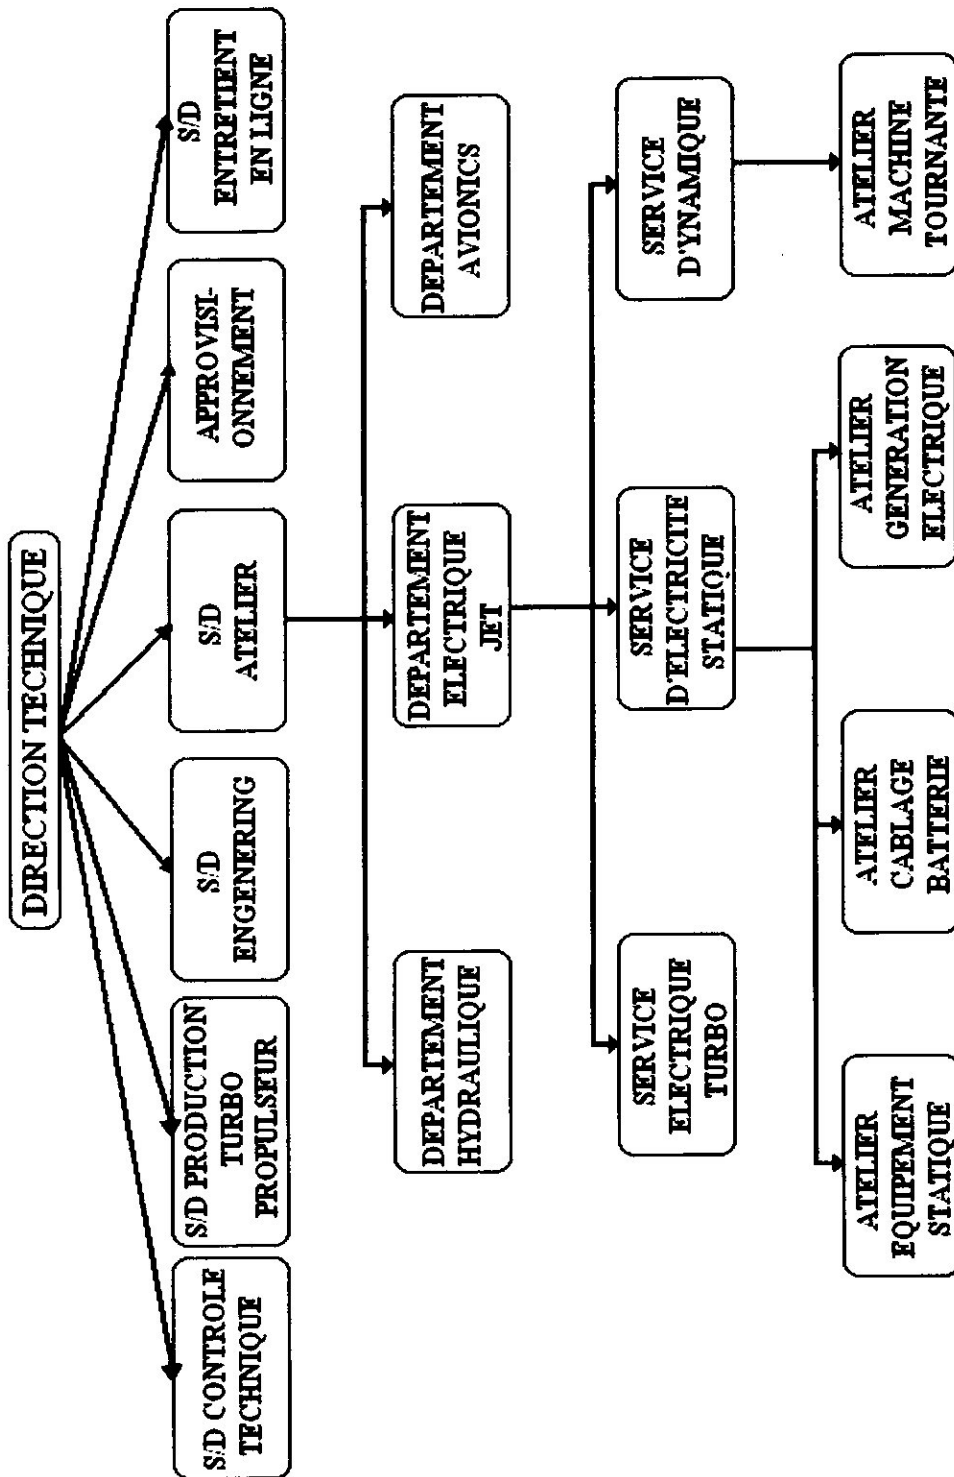 DIRECTION TECHNIQUE
S/D CONTROLE
TECHNIQUE
S/D PRODUCTION
TURBO
PROPULSEUR
S/D
ENGENERING
S/D
ATELIER
APPROVISI-
ONNEMENT
S/D
ENTRETIENT
EN LIGNE
DEPARTEMENT
HYDRAULIQUE
DEPARTEMENT
ELECTRIQUE
JET
DEPARTEMENT
AVIONICS
SERVICE
ELECTRIQUE
TURBO
SERVICE
D'ELECTRICITE
STATIQUE
SERVICE
D'YNAMIQUE
ATELIER
EQUIPEMENT
STATIQUE
ATELIER
CABLAGE
BATTERIE
ATELIER
GENERATION
ELECTRIQUE
ATELIER
MACHINE
TOURNANTE